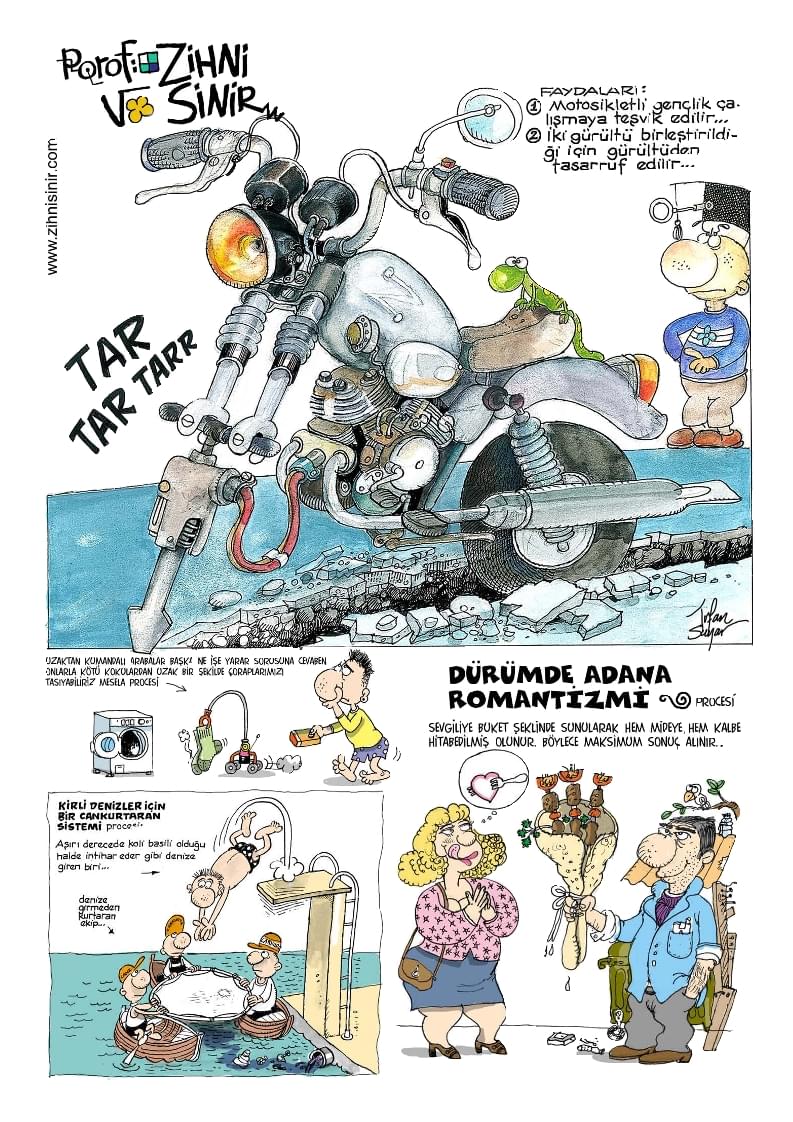 Porof: ZİHNİ
SİNİR
www.zihnisinir.com
FAYDALARI:
① Motosikletli gençlik ça-
lışmaya teşvik edilir...
② İki gürültü birleştirildi-
ği için gürültüden
tasarruf edilir...
TAR
TAR TARR
İrfan
Sayar
UZAKTAN KUMANDALI ARABALAR BAŞKA NE İŞE YARAR SORUSUNA CEVABEN
ONLARLA KÖTÜ KOKULARDAN UZAK BİR ŞEKİLDE ÇORAPLARIMIZI
TAŞIYABİLİRİZ MESELA PROCESİ
DÜRÜMDE ADANA
ROMANTİZMİ PROCESİ
SEVGİLİYE BUKET ŞEKLİNDE SUNULARAK HEM MİDEYE, HEM KALBE
HİTABEDİLMİŞ OLUNUR. BÖYLECE MAKSİMUM SONUÇ ALINIR..
KİRLİ DENİZLER İÇİN
BİR CANKURTARAN
SİSTEMİ procesi.
Aşırı derecede koli basili olduğu
halde intihar eder gibi denize
giren biri...
denize
girmeden
kurtaran
ekip...